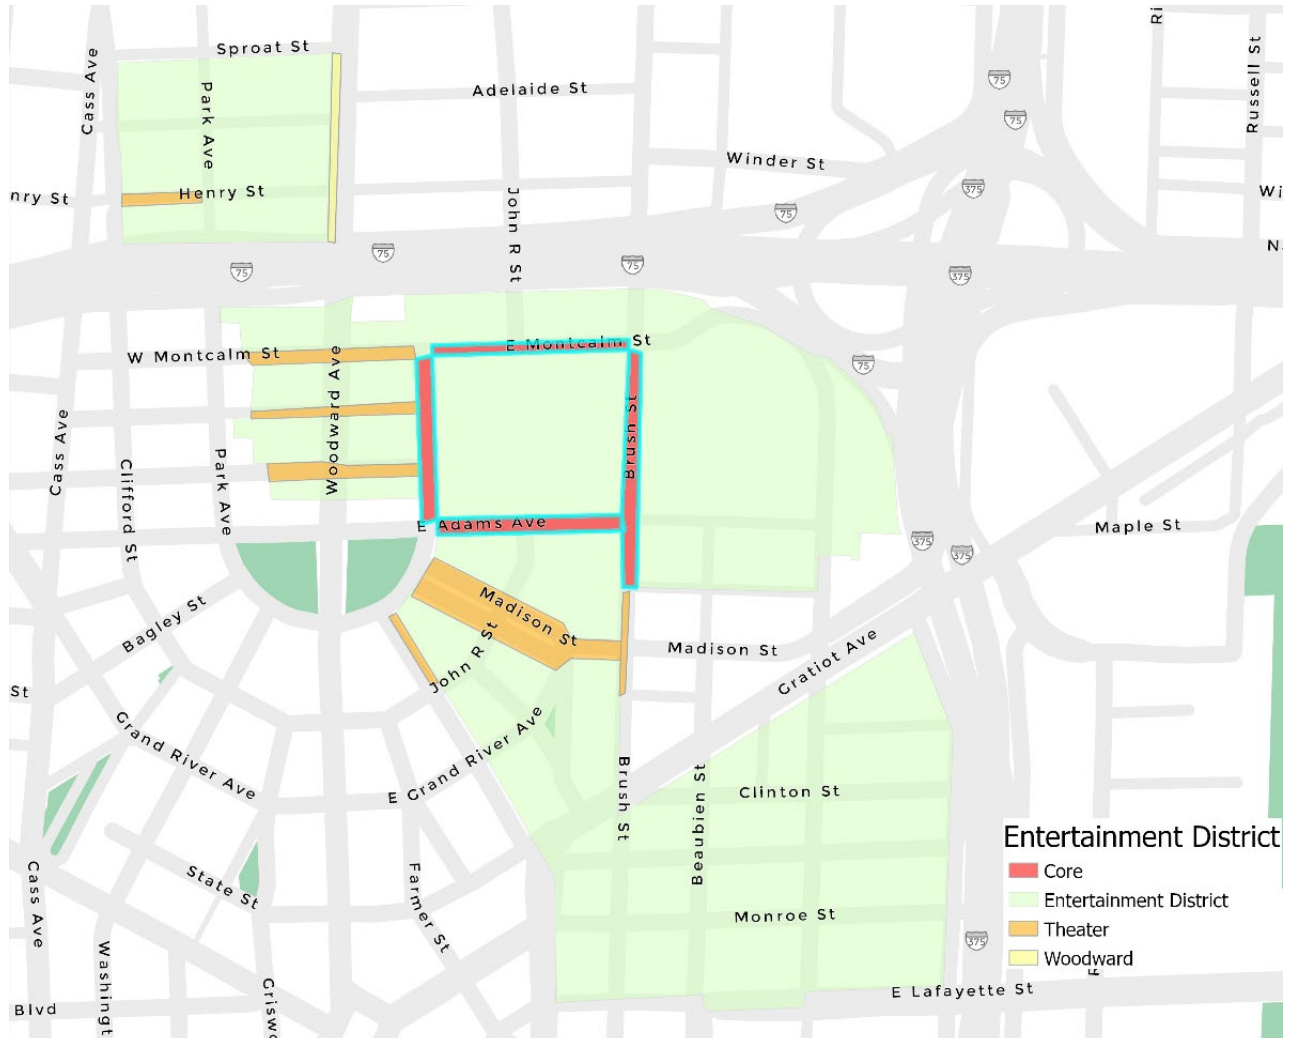 Sproat St
Cass Ave
Park Ave
Adelaide St
Russell St
Ri
75
75
Winder St
nry St
Henry St
John R St
375
Wi
75
75
75
75
375
N
W Montcalm St
E Montcalm St
Woodward Ave
75
Cass Ave
Clifford St
Park Ave
Brush St
E Adams Ave
Maple St
375
375
Bagley St
Madison St
Madison St
John R St
Gratiot Ave
St
Grand River Ave
E Grand River Ave
Brush St
Beaubien St
Clinton St
Cass Ave
State St
Farmer St
Monroe St
375
Washingt
Grisw
Blvd
E Lafayette St
Entertainment District
Core
Entertainment District
Theater
Woodward